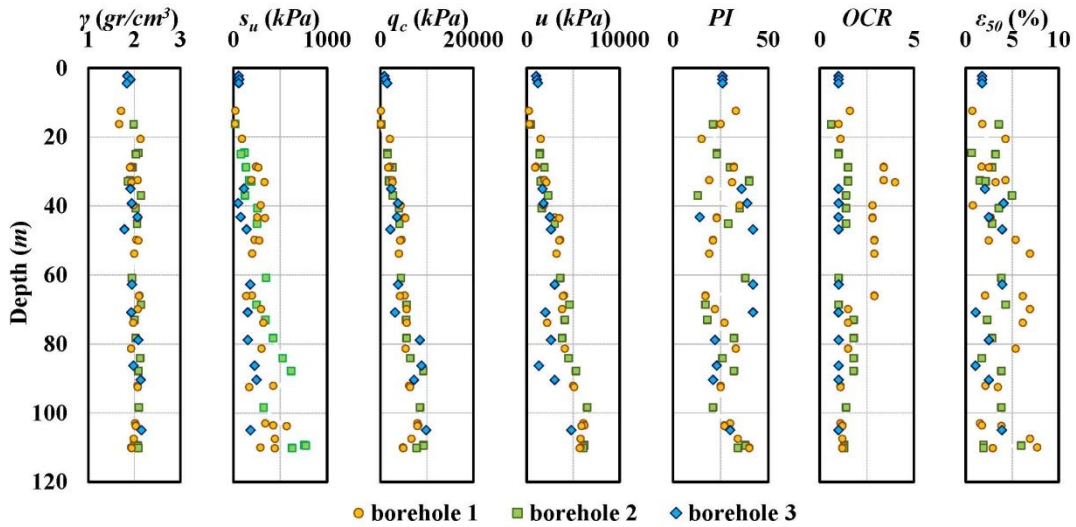 γ (gr/cm³) s_u (kPa) q_c (kPa) u (kPa) PI OCR ε₅₀ (%)
1 2 3 0 1000 0 20000 0 10000 0 50 0 5 0 5 10
0
20
40
60
80
100
120
Depth (m)
borehole 1 borehole 2 borehole 3